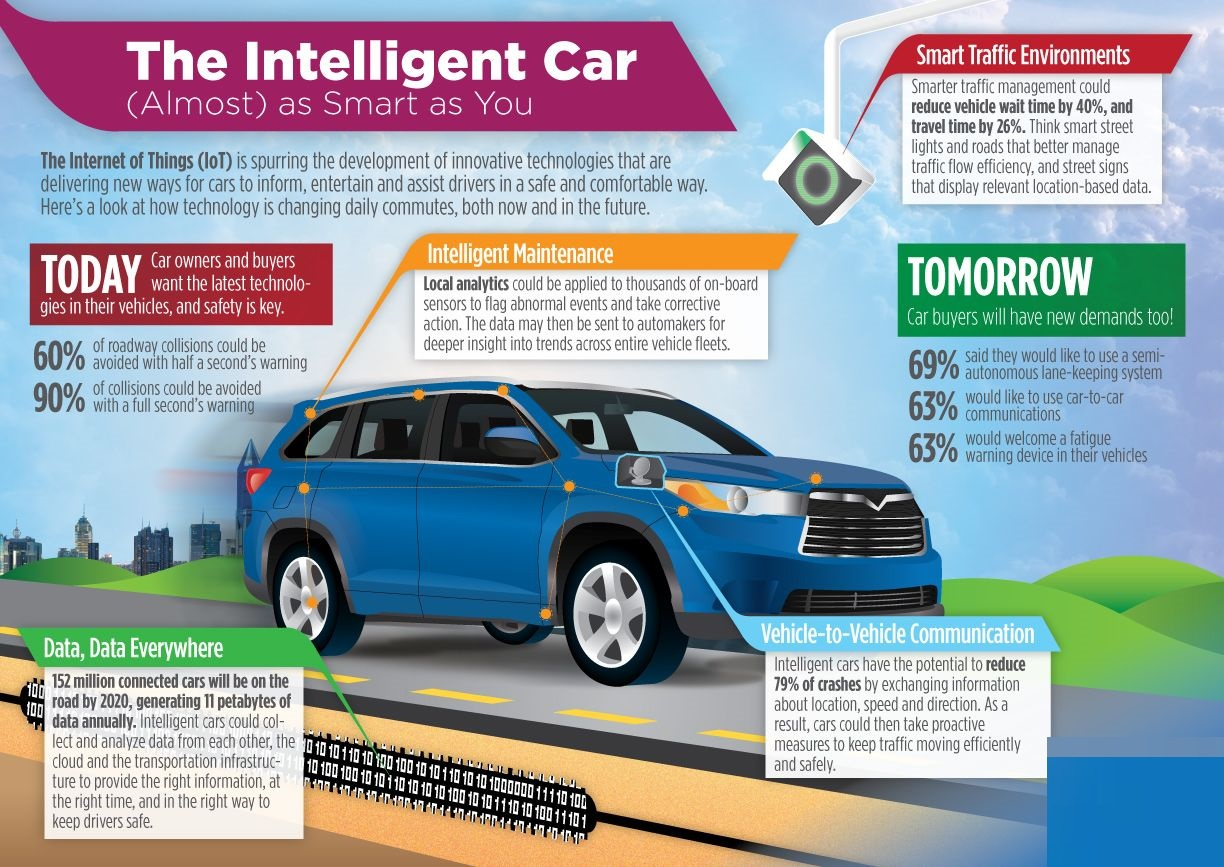 The Intelligent Car
(Almost) as Smart as You
The Internet of Things (IoT) is spurring the development of innovative technologies that are
delivering new ways for cars to inform, entertain and assist drivers in a safe and comfortable way.
Here's a look at how technology is changing daily commutes, both now and in the future.
Smart Traffic Environments
Smarter traffic management could
reduce vehicle wait time by 40%, and
travel time by 26%. Think smart street
lights and roads that better manage
traffic flow efficiency, and street signs
that display relevant location-based data.
TODAY Car owners and buyers
want the latest technolo-
gies in their vehicles, and safety is key.
60% of roadway collisions could be
avoided with half a second's warning
90% of collisions could be avoided
with a full second's warning
Intelligent Maintenance
Local analytics could be applied to thousands of on-board
sensors to flag abnormal events and take corrective
action. The data may then be sent to automakers for
deeper insight into trends across entire vehicle fleets.
TOMORROW
Car buyers will have new demands too!
69% said they would like to use a semi-
autonomous lane-keeping system
63% would like to use car-to-car
communications
63% would welcome a fatigue
warning device in their vehicles
Data, Data Everywhere
152 million connected cars will be on the
road by 2020, generating 11 petabytes of
data annually. Intelligent cars could col-
lect and analyze data from each other, the
cloud and the transportation infrastruc-
ture to provide the right information, at
the right time, and in the right way to
keep drivers safe.
Vehicle-to-Vehicle Communication
Intelligent cars have the potential to reduce
79% of crashes by exchanging information
about location, speed and direction. As a
result, cars could then take proactive
measures to keep traffic moving efficiently
and safely.